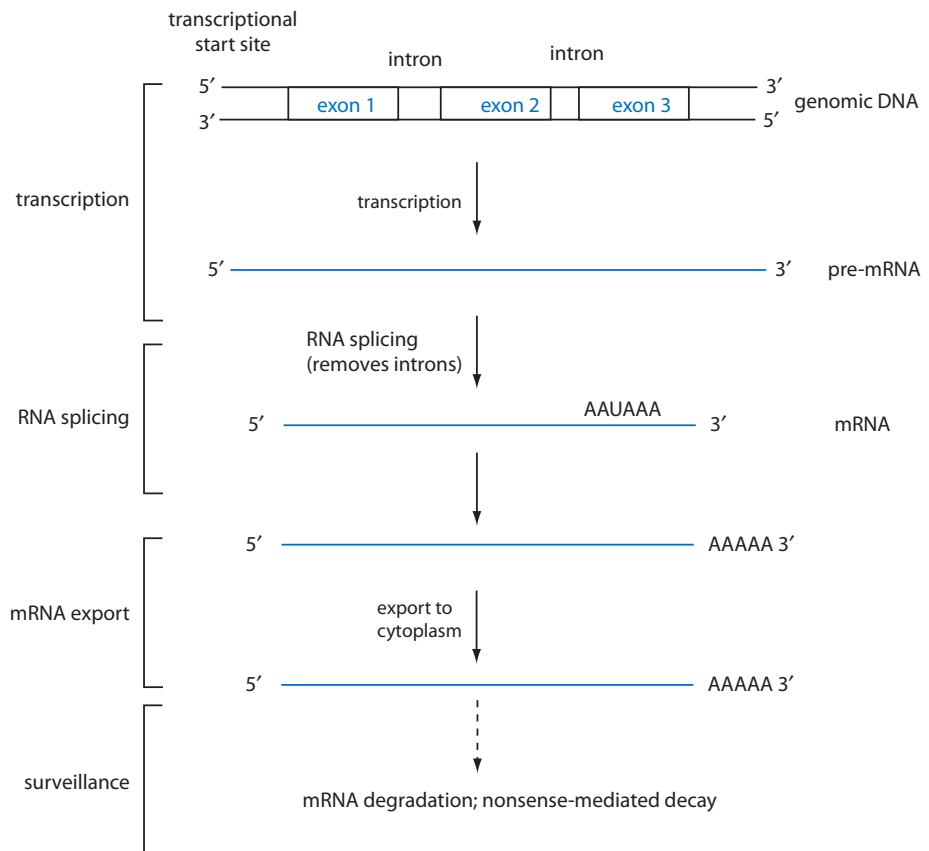 transcriptional
start site
intron
intron
5′
3′
exon 1
exon 2
exon 3
genomic DNA
3′
5′
transcription
transcription
5′
3′
pre-mRNA
RNA splicing
(removes introns)
AAUAAA
RNA splicing
5′
3′
mRNA
5′
AAAAA 3′
mRNA export
export to
cytoplasm
5′
AAAAA 3′
surveillance
mRNA degradation; nonsense-mediated decay